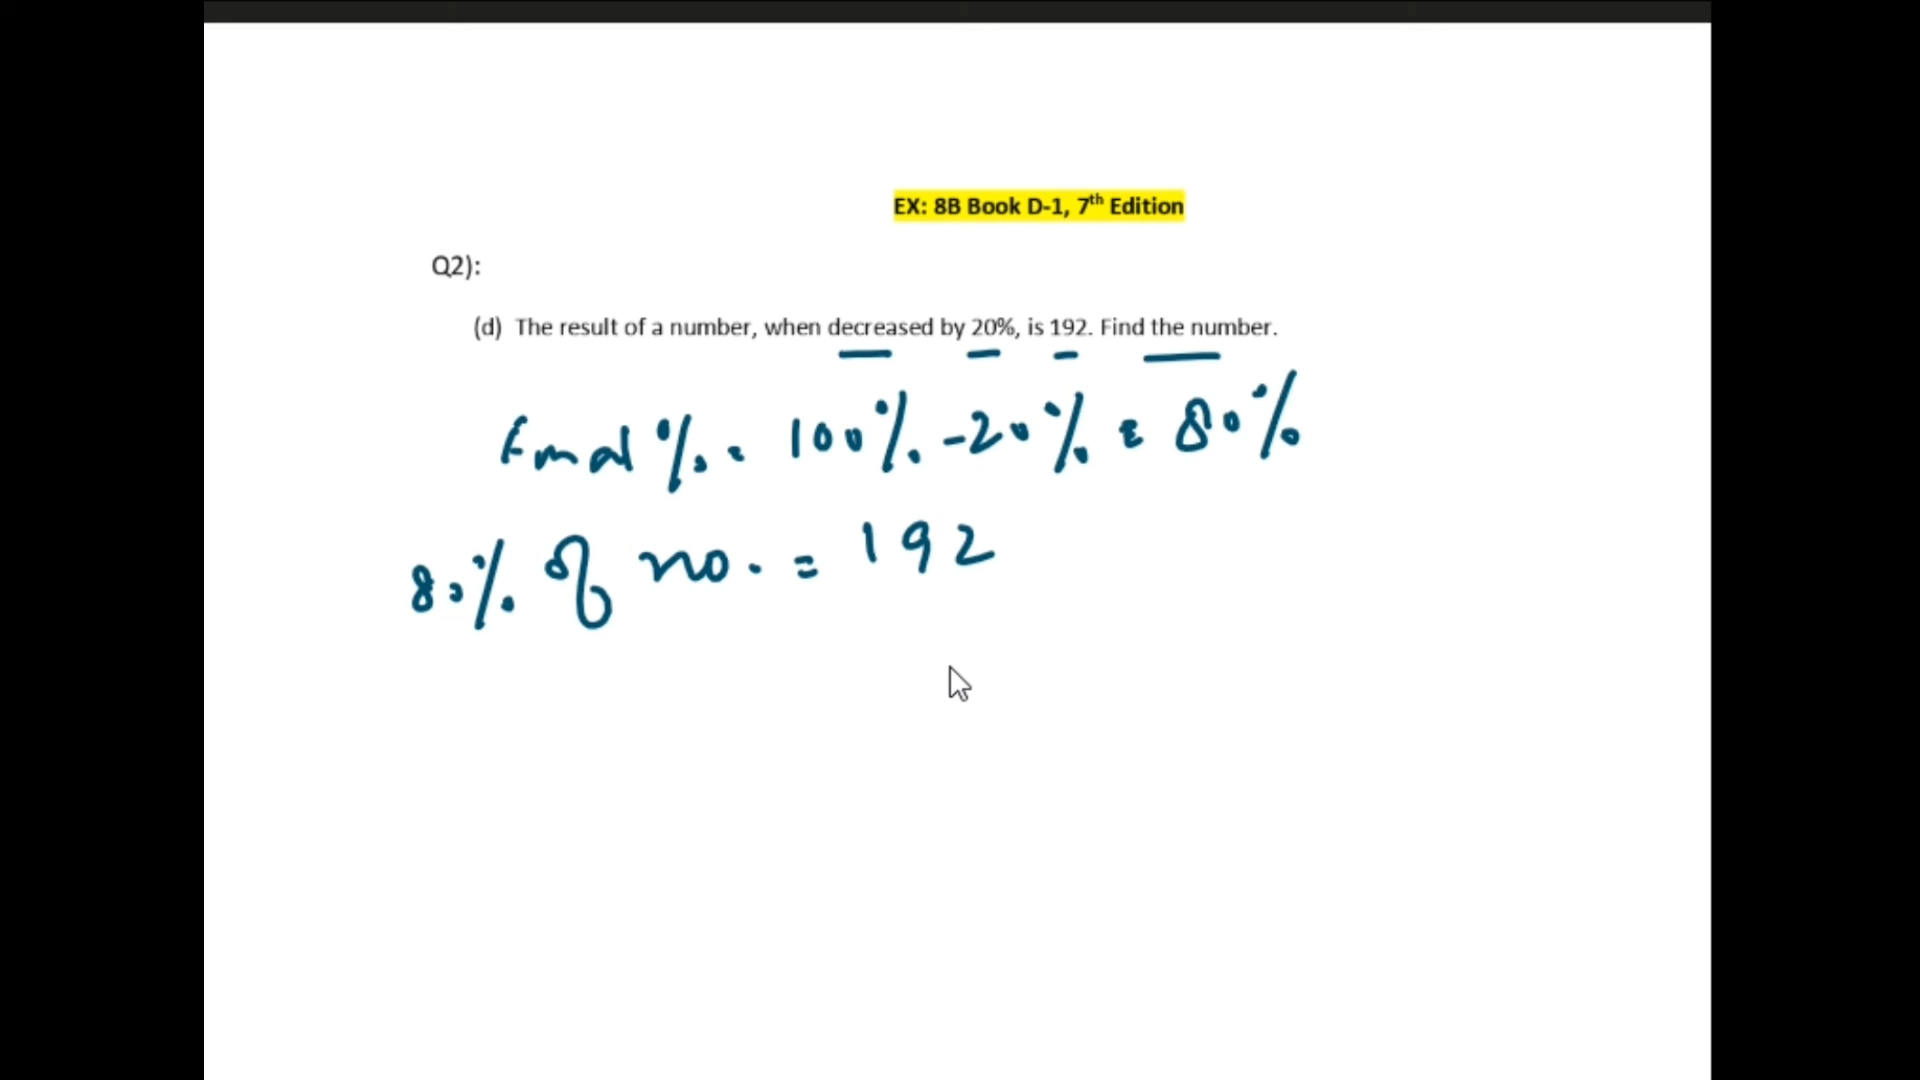 EX: 8B Book D-1, 7th Edition
Q2):
(d) The result of a number, when decreased by 20%, is 192. Find the number.
Final % = 100% - 20% = 80%
80% of no. = 192